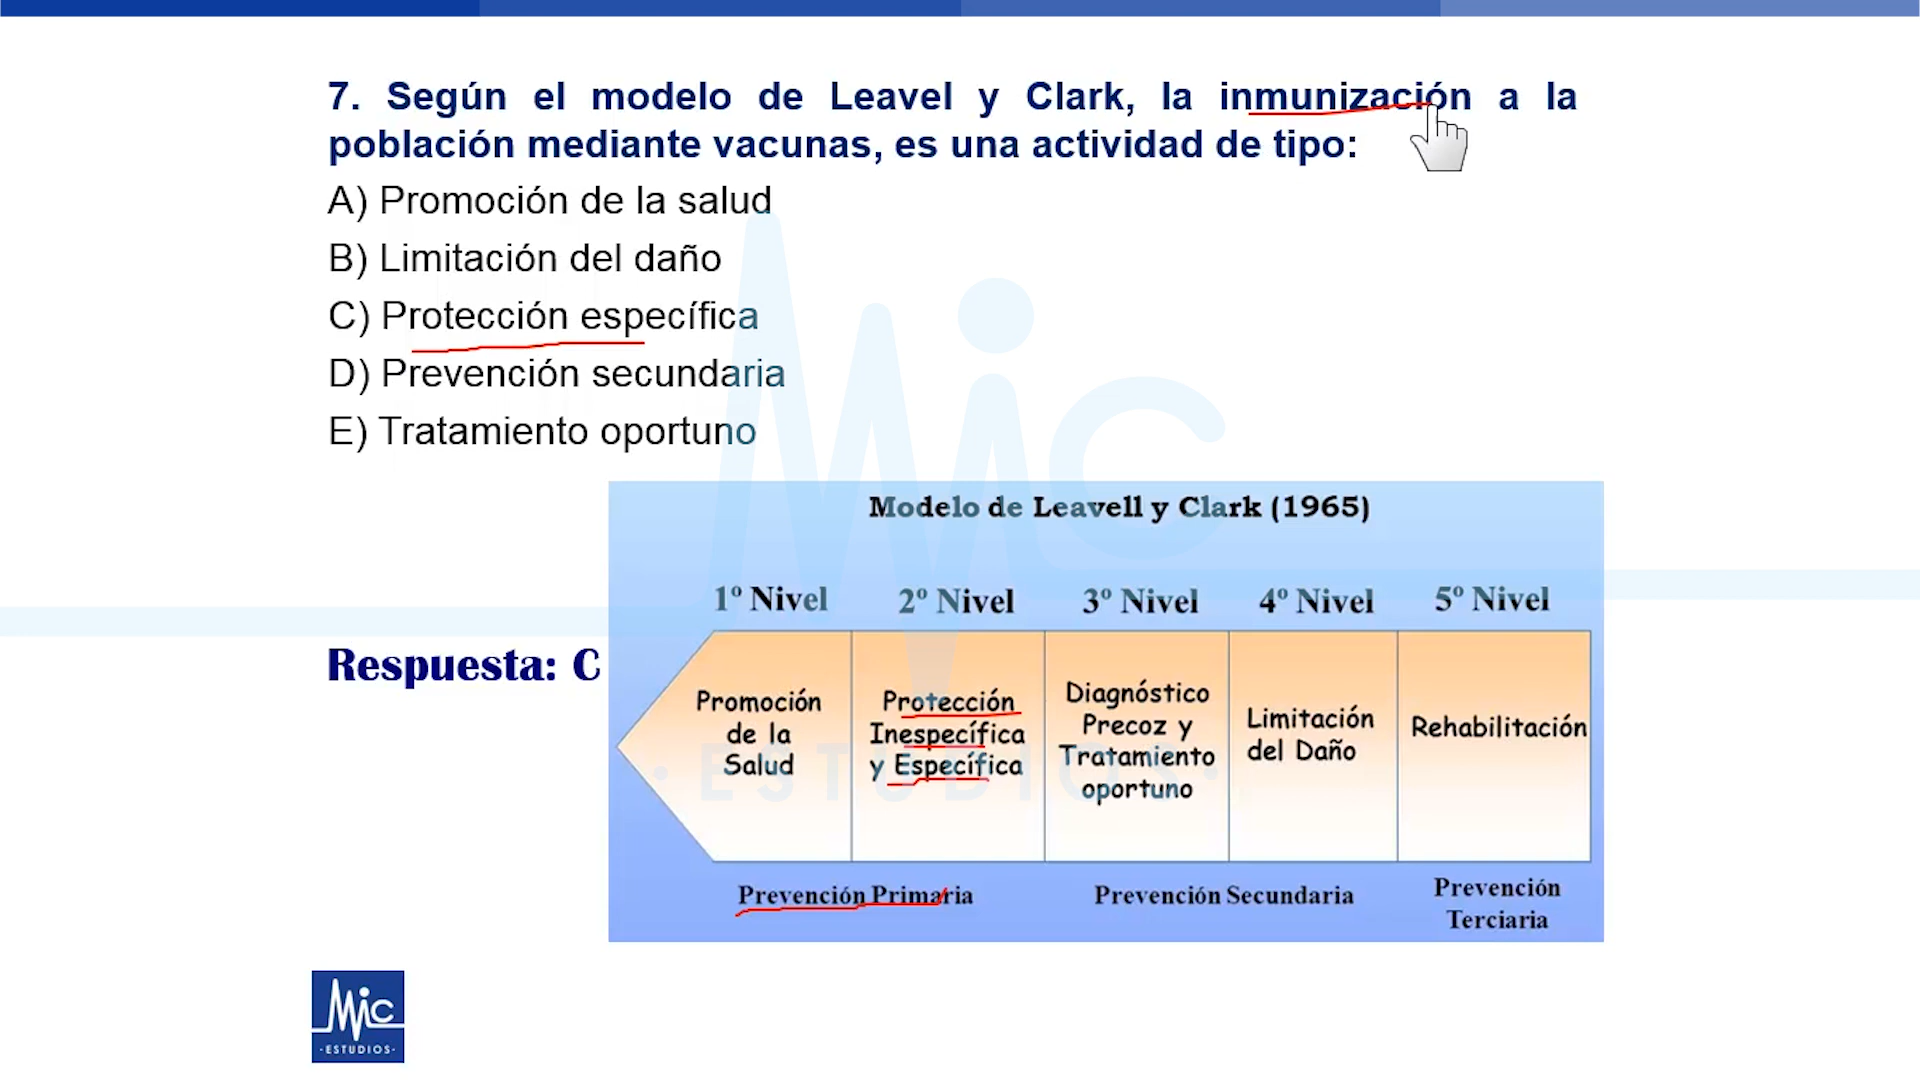 7. Según el modelo de Leavel y Clark, la inmunización a la
población mediante vacunas, es una actividad de tipo:
A) Promoción de la salud
B) Limitación del daño
C) Protección específica
D) Prevención secundaria
E) Tratamiento oportuno
Modelo de Leavell y Clark (1965)
1º Nivel 2º Nivel 3º Nivel 4º Nivel 5º Nivel
Respuesta: C
Promoción
de la
Salud
Protección
Inespecífica
y Específica
Diagnóstico
Precoz y
Tratamiento
oportuno
Limitación
del Daño
Rehabilitación
Prevención Primaria
Prevención Secundaria
Prevención
Terciaria
Mic
·ESTUDIOS·
Mic
·ESTUDIOS·